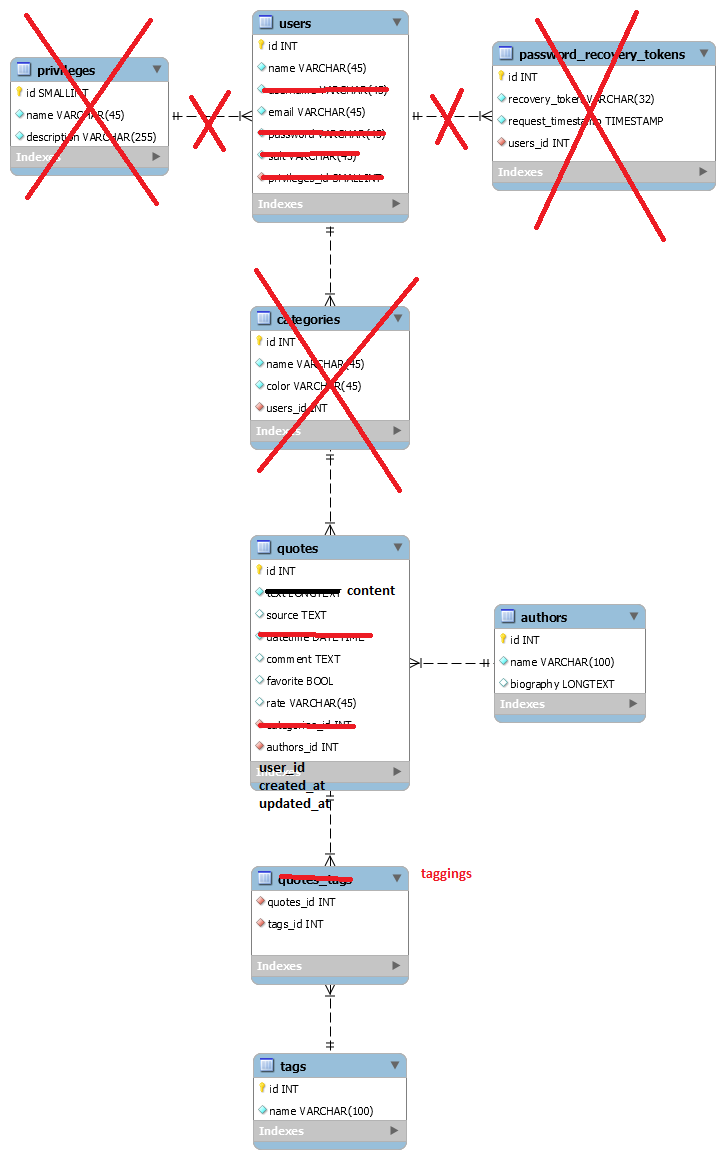 users
id INT
name VARCHAR(45)
username VARCHAR(45)
email VARCHAR(45)
password VARCHAR(45)
salt VARCHAR(45)
privileges_id SMALLINT
Indexes
privileges
id SMALLINT
name VARCHAR(45)
description VARCHAR(255)
Indexes
password_recovery_tokens
id INT
recovery_token VARCHAR(32)
request_timestamp TIMESTAMP
users_id INT
Indexes
categories
id INT
name VARCHAR(45)
color VARCHAR(45)
users_id INT
Indexes
quotes
id INT
text LONGTEXT content
source TEXT
datetime DATETIME
comment TEXT
favorite BOOL
rate VARCHAR(45)
categories_id INT
authors_id INT
Indexes
user_id
created_at
updated_at
authors
id INT
name VARCHAR(100)
biography LONGTEXT
Indexes
quotes_tags
taggings
quotes_id INT
tags_id INT
Indexes
tags
id INT
name VARCHAR(100)
Indexes